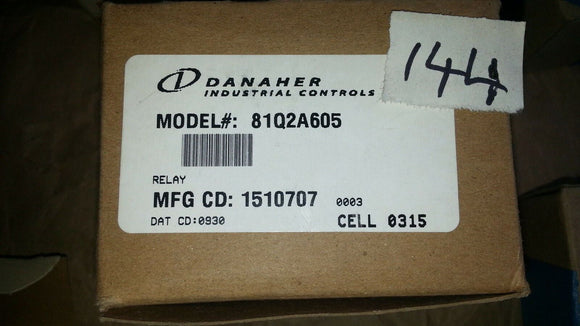 144
DANAHER
INDUSTRIAL CONTROLS
MODEL#: 81Q2A605
RELAY
MFG CD: 1510707 0003
DAT CD:0930 CELL 0315